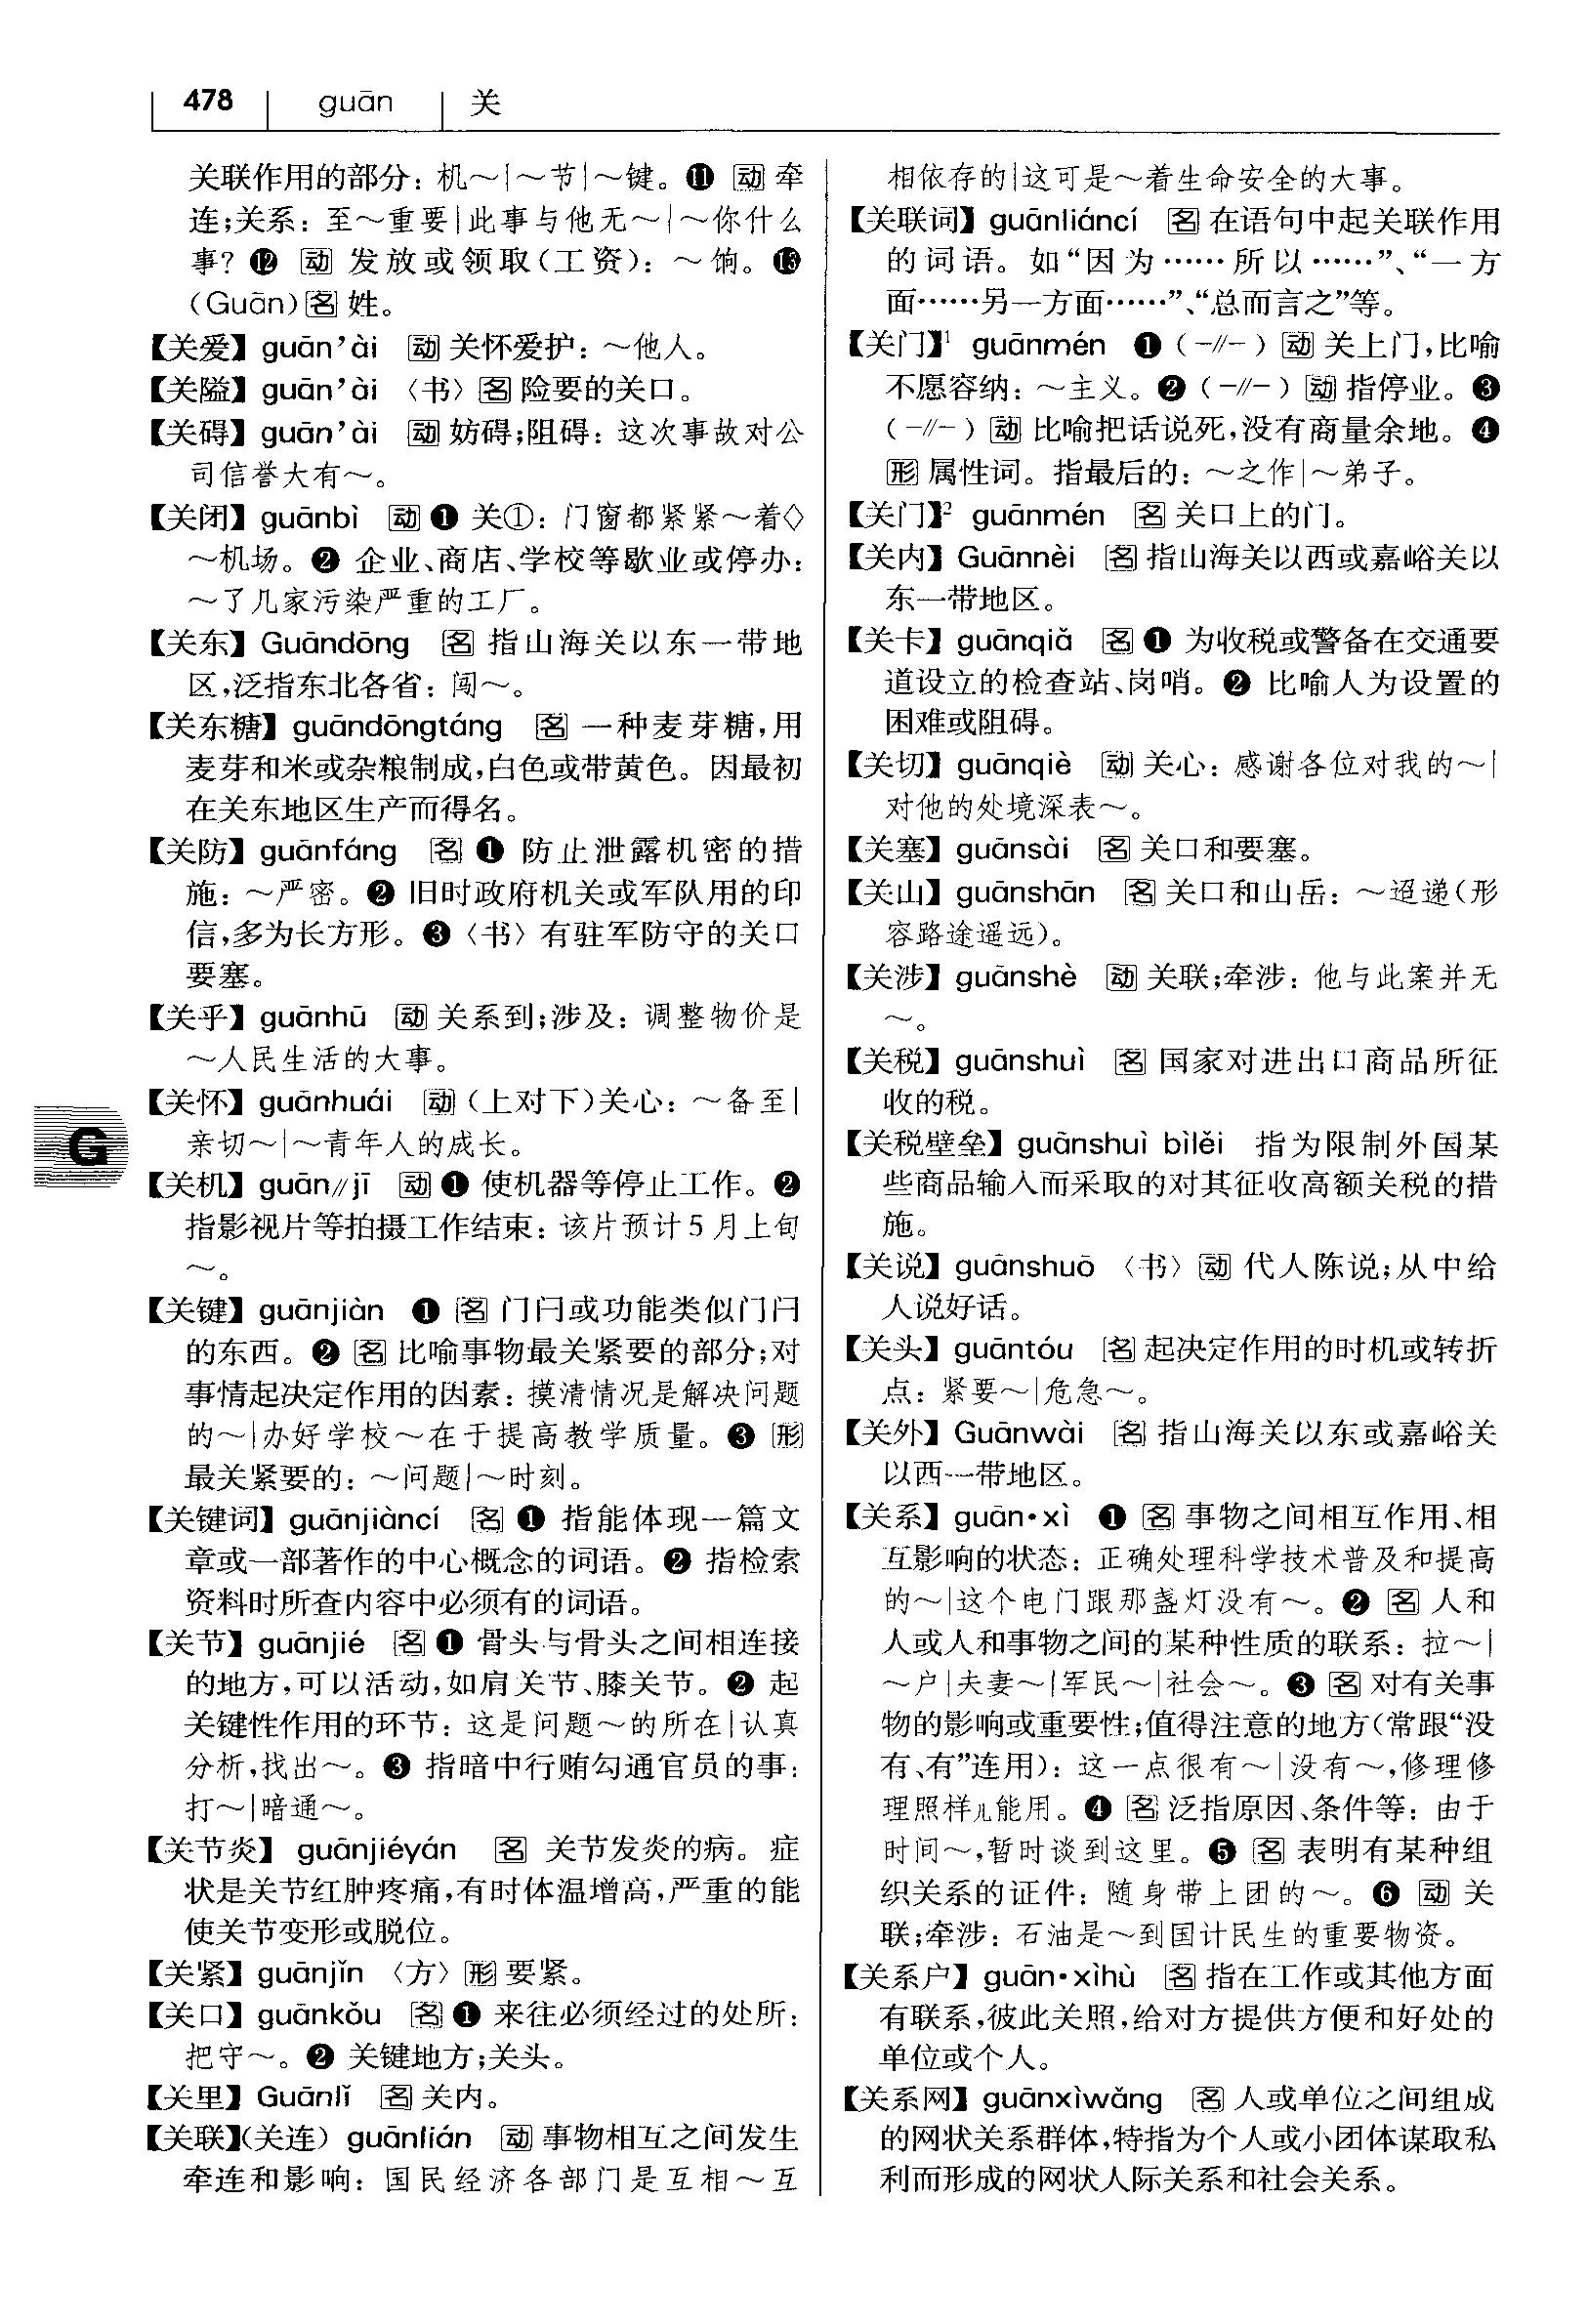 478 guān 关
关联作用的部分：机～|～节|～键。⓫ 动 牵
连；关系：至～重要|此事与他无～|～你什么
事？⓬ 动 发放或领取（工资）：～饷。⓭
（Guān）名 姓。
【关爱】guān’ài 动 关怀爱护：～他人。
【关隘】guān’ài 〈书〉名 险要的关口。
【关碍】guān’ài 动 妨碍；阻碍：这次事故对公
司信誉大有～。
【关闭】guānbì 动 ❶ 关①：门窗都紧紧～着◇
～机场。❷ 企业、商店、学校等歇业或停办：
～了几家污染严重的工厂。
【关东】Guāndōng 名 指山海关以东一带地
区，泛指东北各省：闯～。
【关东糖】guāndōngtáng 名 一种麦芽糖，用
麦芽和米或杂粮制成，白色或带黄色。因最初
在关东地区生产而得名。
【关防】guānfáng 名 ❶ 防止泄露机密的措
施：～严密。❷ 旧时政府机关或军队用的印
信，多为长方形。❸〈书〉有驻军防守的关口
要塞。
【关乎】guānhū 动 关系到；涉及：调整物价是
～人民生活的大事。
【关怀】guānhuái 动（上对下）关心：～备至|
亲切～|～青年人的成长。
【关机】guān∥jī 动 ❶ 使机器等停止工作。❷
指影视片等拍摄工作结束：该片预计5月上旬
～。
【关键】guānjiàn ❶ 名 门闩或功能类似门闩
的东西。❷ 名 比喻事物最关紧要的部分；对
事情起决定作用的因素：摸清情况是解决问题
的～|办好学校～在于提高教学质量。❸ 形
最关紧要的：～问题|～时刻。
【关键词】guānjiàncí 名 ❶ 指能体现一篇文
章或一部著作的中心概念的词语。❷ 指检索
资料时所查内容中必须有的词语。
【关节】guānjié 名 ❶ 骨头与骨头之间相连接
的地方，可以活动，如肩关节、膝关节。❷ 起
关键性作用的环节：这是问题～的所在|认真
分析，找出～。❸ 指暗中行贿勾通官员的事：
打～|暗通～。
【关节炎】guānjiéyán 名 关节发炎的病。症
状是关节红肿疼痛，有时体温增高，严重的能
使关节变形或脱位。
【关紧】guānjǐn 〈方〉形 要紧。
【关口】guānkǒu 名 ❶ 来往必须经过的处所：
把守～。❷ 关键地方；关头。
【关里】Guānlǐ 名 关内。
【关联】（关连）guānlián 动 事物相互之间发生
牵连和影响：国民经济各部门是互相～互
G
相依存的|这可是～着生命安全的大事。
【关联词】guānliáncí 名 在语句中起关联作用
的词语。如“因为……所以……”、“一方
面……另一方面……”、“总而言之”等。
【关门】¹ guānmén ❶（-∥-）动 关上门，比喻
不愿容纳：～主义。❷（-∥-）动 指停业。❸
（-∥-）动 比喻把话说死，没有商量余地。❹
形 属性词。指最后的：～之作|～弟子。
【关门】² guānmén 名 关口上的门。
【关内】Guānnèi 名 指山海关以西或嘉峪关以
东一带地区。
【关卡】guānqiǎ 名 ❶ 为收税或警备在交通要
道设立的检查站、岗哨。❷ 比喻人为设置的
困难或阻碍。
【关切】guānqiè 动 关心：感谢各位对我的～|
对他的处境深表～。
【关塞】guānsài 名 关口和要塞。
【关山】guānshān 名 关口和山岳：～迢递（形
容路途遥远）。
【关涉】guānshè 动 关联；牵涉：他与此案并无
～。
【关税】guānshuì 名 国家对进出口商品所征
收的税。
【关税壁垒】guānshuì bìlěi 指为限制外国某
些商品输入而采取的对其征收高额关税的措
施。
【关说】guānshuō 〈书〉动 代人陈说；从中给
人说好话。
【关头】guāntóu 名 起决定作用的时机或转折
点：紧要～|危急～。
【关外】Guānwài 名 指山海关以东或嘉峪关
以西一带地区。
【关系】guān·xì ❶ 名 事物之间相互作用、相
互影响的状态：正确处理科学技术普及和提高
的～|这个电门跟那盏灯没有～。❷ 名 人和
人或人和事物之间的某种性质的联系：拉～|
～户|夫妻～|军民～|社会～。❸ 名 对有关事
物的影响或重要性；值得注意的地方（常跟“没
有、有”连用）：这一点很有～|没有～，修理修
理照样儿能用。❹ 名 泛指原因、条件等：由于
时间～，暂时谈到这里。❺ 名 表明有某种组
织关系的证件：随身带上团的～。❻ 动 关
联；牵涉：石油是～到国计民生的重要物资。
【关系户】guān·xìhù 名 指在工作或其他方面
有联系，彼此关照，给对方提供方便和好处的
单位或个人。
【关系网】guānxìwǎng 名 人或单位之间组成
的网状关系群体，特指为个人或小团体谋取私
利而形成的网状人际关系和社会关系。